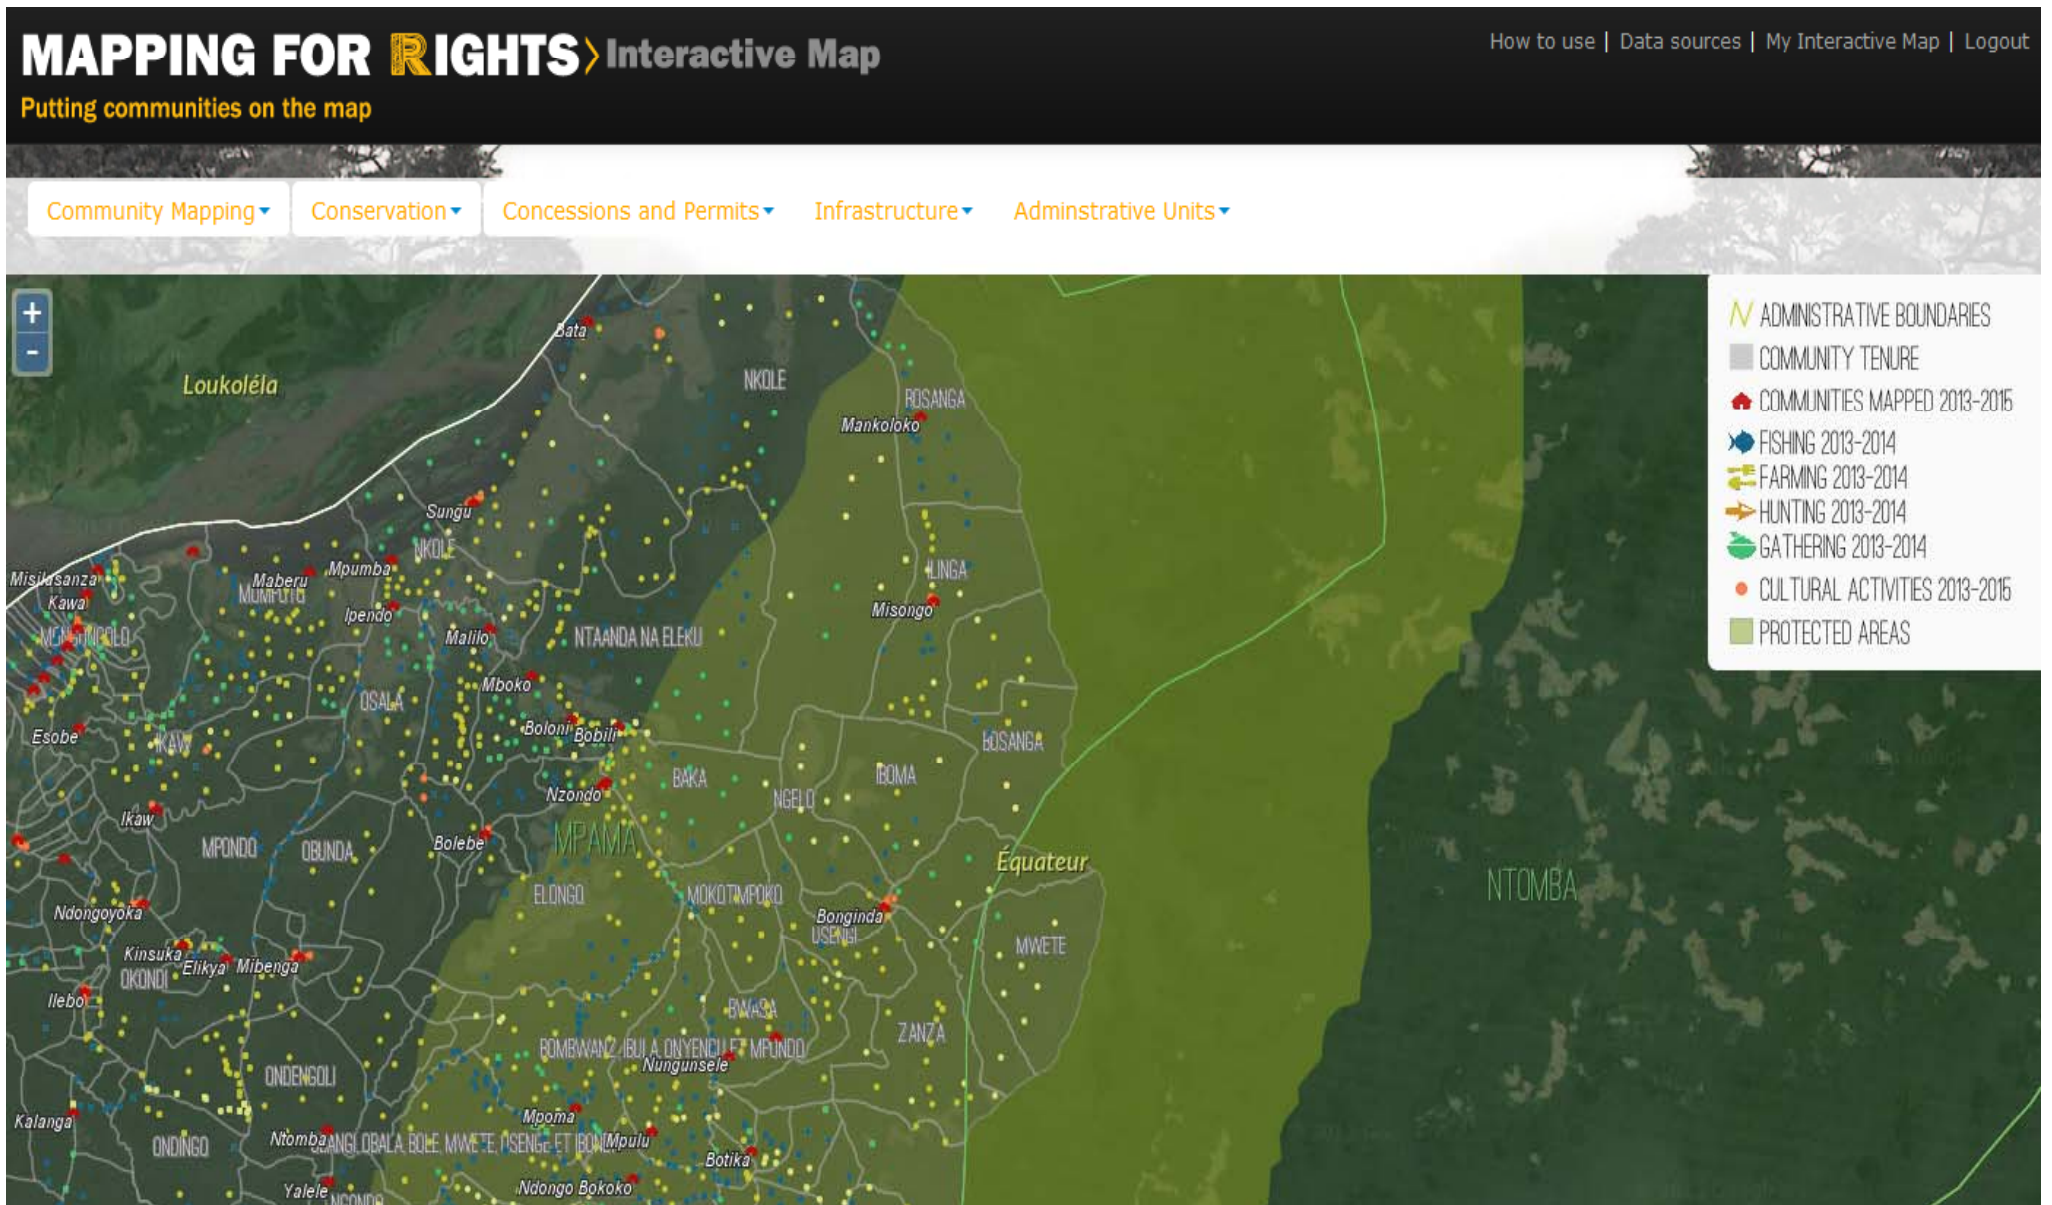 MAPPING FOR RIGHTS Interactive Map
How to use | Data sources | My Interactive Map | Logout
Putting communities on the map
Community Mapping
Conservation
Concessions and Permits
Infrastructure
Adminstrative Units
+
-
ADMINISTRATIVE BOUNDARIES
COMMUNITY TENURE
COMMUNITIES MAPPED 2013-2015
FISHING 2013-2014
FARMING 2013-2014
HUNTING 2013-2014
GATHERING 2013-2014
CULTURAL ACTIVITIES 2013-2015
PROTECTED AREAS
Bata
Loukoléla
NKOLE
BOSANGA
Mankoloko
Sungu
NKOLE
Misilasanza
Maberu
Mpumba
ILINGA
Kawa
Ipendo
Misongo
Malilo
NTAANDA NA ELEKU
Mboko
OSALA
Esobe
IKAW
Boloni
Bobili
BOSANGA
BAKA
IBOMA
NGELO
Nzondo
Ikaw
MPONDO
OBUNDA
Bolebe
MPAMA
Équateur
NTOMBA
ELONGO
MOKOTIMPOKO
Ndongoyoka
Bonginda
USENGI
MWETE
Kinsuka
Elikya
Mibenga
OKONDI
Ilebo
BWASA
ZANZA
Nungunsele
ONDENGOLI
Kalanga
Mpoma
Ntomba
Mpulu
ONDINGO
Botika
Yalele
Ndongo Bokoko